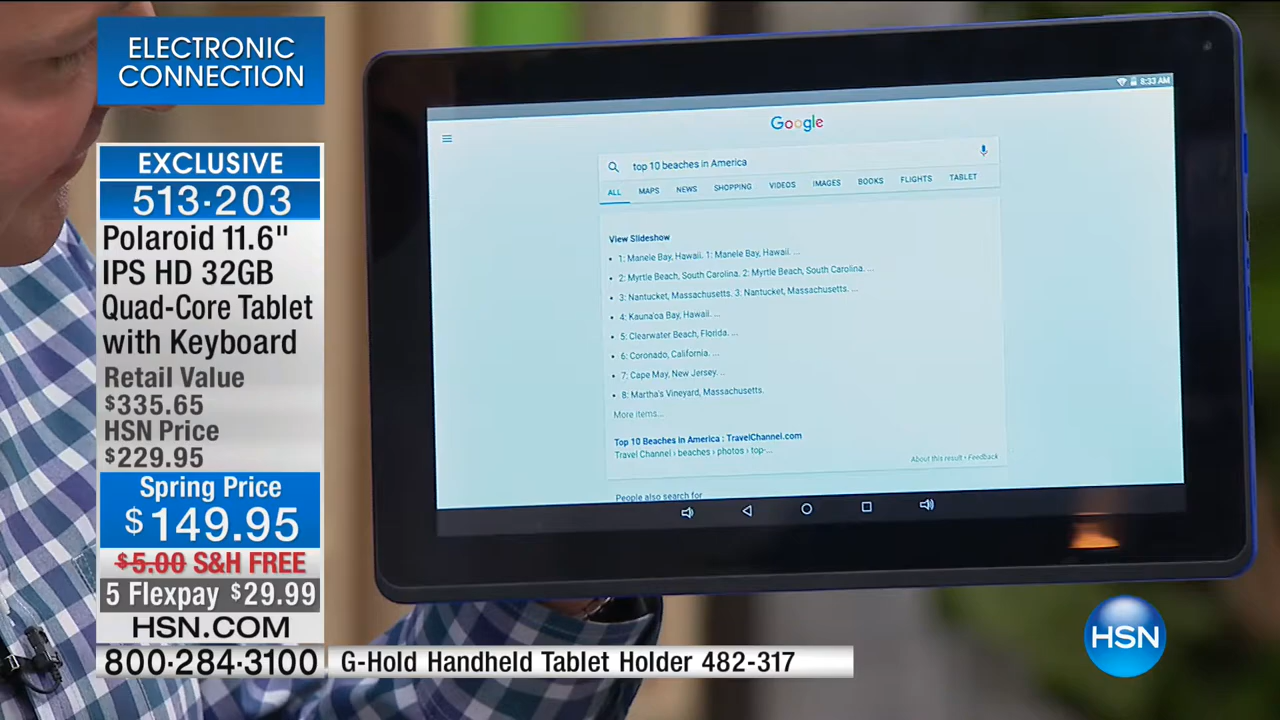 ELECTRONIC
CONNECTION
EXCLUSIVE
513-203
Polaroid 11.6"
IPS HD 32GB
Quad-Core Tablet
with Keyboard
Retail Value
$335.65
HSN Price
$229.95
Spring Price
$149.95
$5.00 S&H FREE
5 Flexpay $29.99
HSN.COM
800-284-3100
G-Hold Handheld Tablet Holder 482-317
8:33 AM
Google
top 10 beaches in America
ALL MAPS NEWS SHOPPING VIDEOS IMAGES BOOKS FLIGHTS TABLET
View Slideshow
• 1: Manele Bay, Hawaii. 1: Manele Bay, Hawaii. ...
• 2: Myrtle Beach, South Carolina. 2: Myrtle Beach, South Carolina. ...
• 3: Nantucket, Massachusetts. 3: Nantucket, Massachusetts. ...
• 4: Kauna'oa Bay, Hawaii. ...
• 5: Clearwater Beach, Florida. ...
• 6: Coronado, California. ...
• 7: Cape May, New Jersey. ...
• 8: Martha's Vineyard, Massachusetts.
More items...
Top 10 Beaches in America : TravelChannel.com
Travel Channel › beaches › photos › top-...
About this result • Feedback
People also search for
HSN